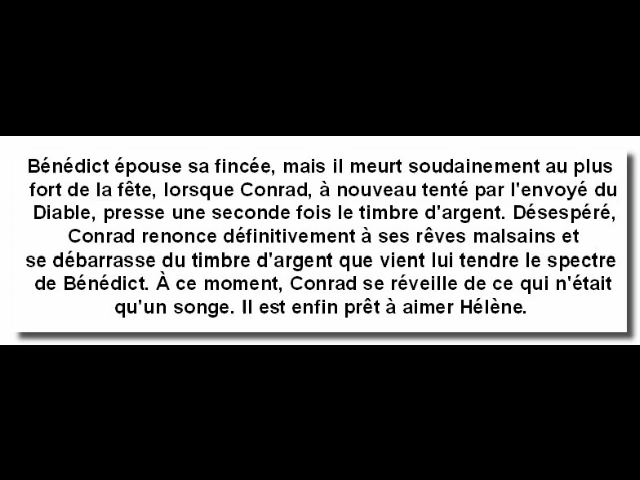 Bénédict épouse sa fincée, mais il meurt soudainement au plus
fort de la fête, lorsque Conrad, à nouveau tenté par l'envoyé du
Diable, presse une seconde fois le timbre d'argent. Désespéré,
Conrad renonce définitivement à ses rêves malsains et
se débarrasse du timbre d'argent que vient lui tendre le spectre
de Bénédict. À ce moment, Conrad se réveille de ce qui n'était
qu'un songe. Il est enfin prêt à aimer Hélène.